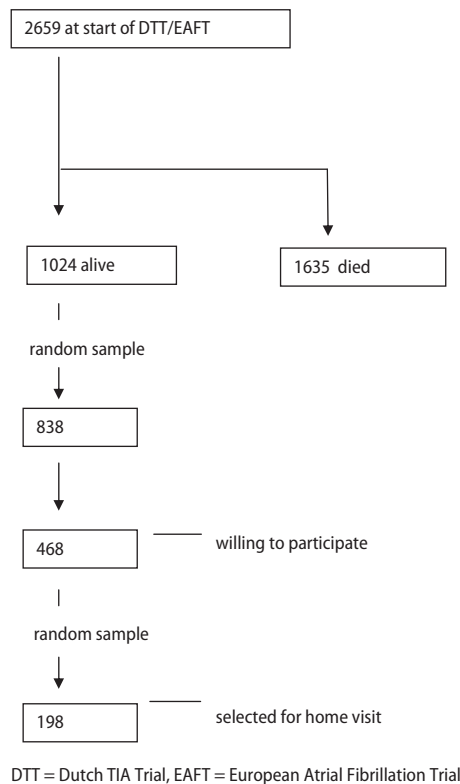 2659 at start of DTT/EAFT
1024 alive
1635 died
random sample
838
468
willing to participate
random sample
198
selected for home visit
DTT = Dutch TIA Trial, EAFT = European Atrial Fibrillation Trial